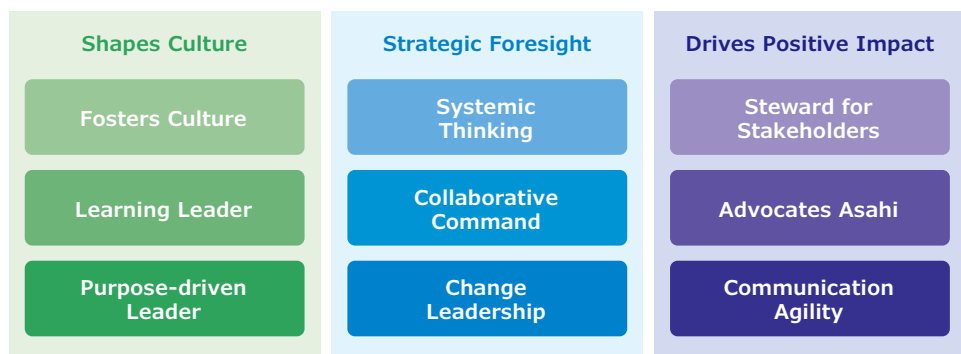 Shapes Culture
Fosters Culture
Learning Leader
Purpose-driven
Leader
Strategic Foresight
Systemic
Thinking
Collaborative
Command
Change
Leadership
Drives Positive Impact
Steward for
Stakeholders
Advocates Asahi
Communication
Agility